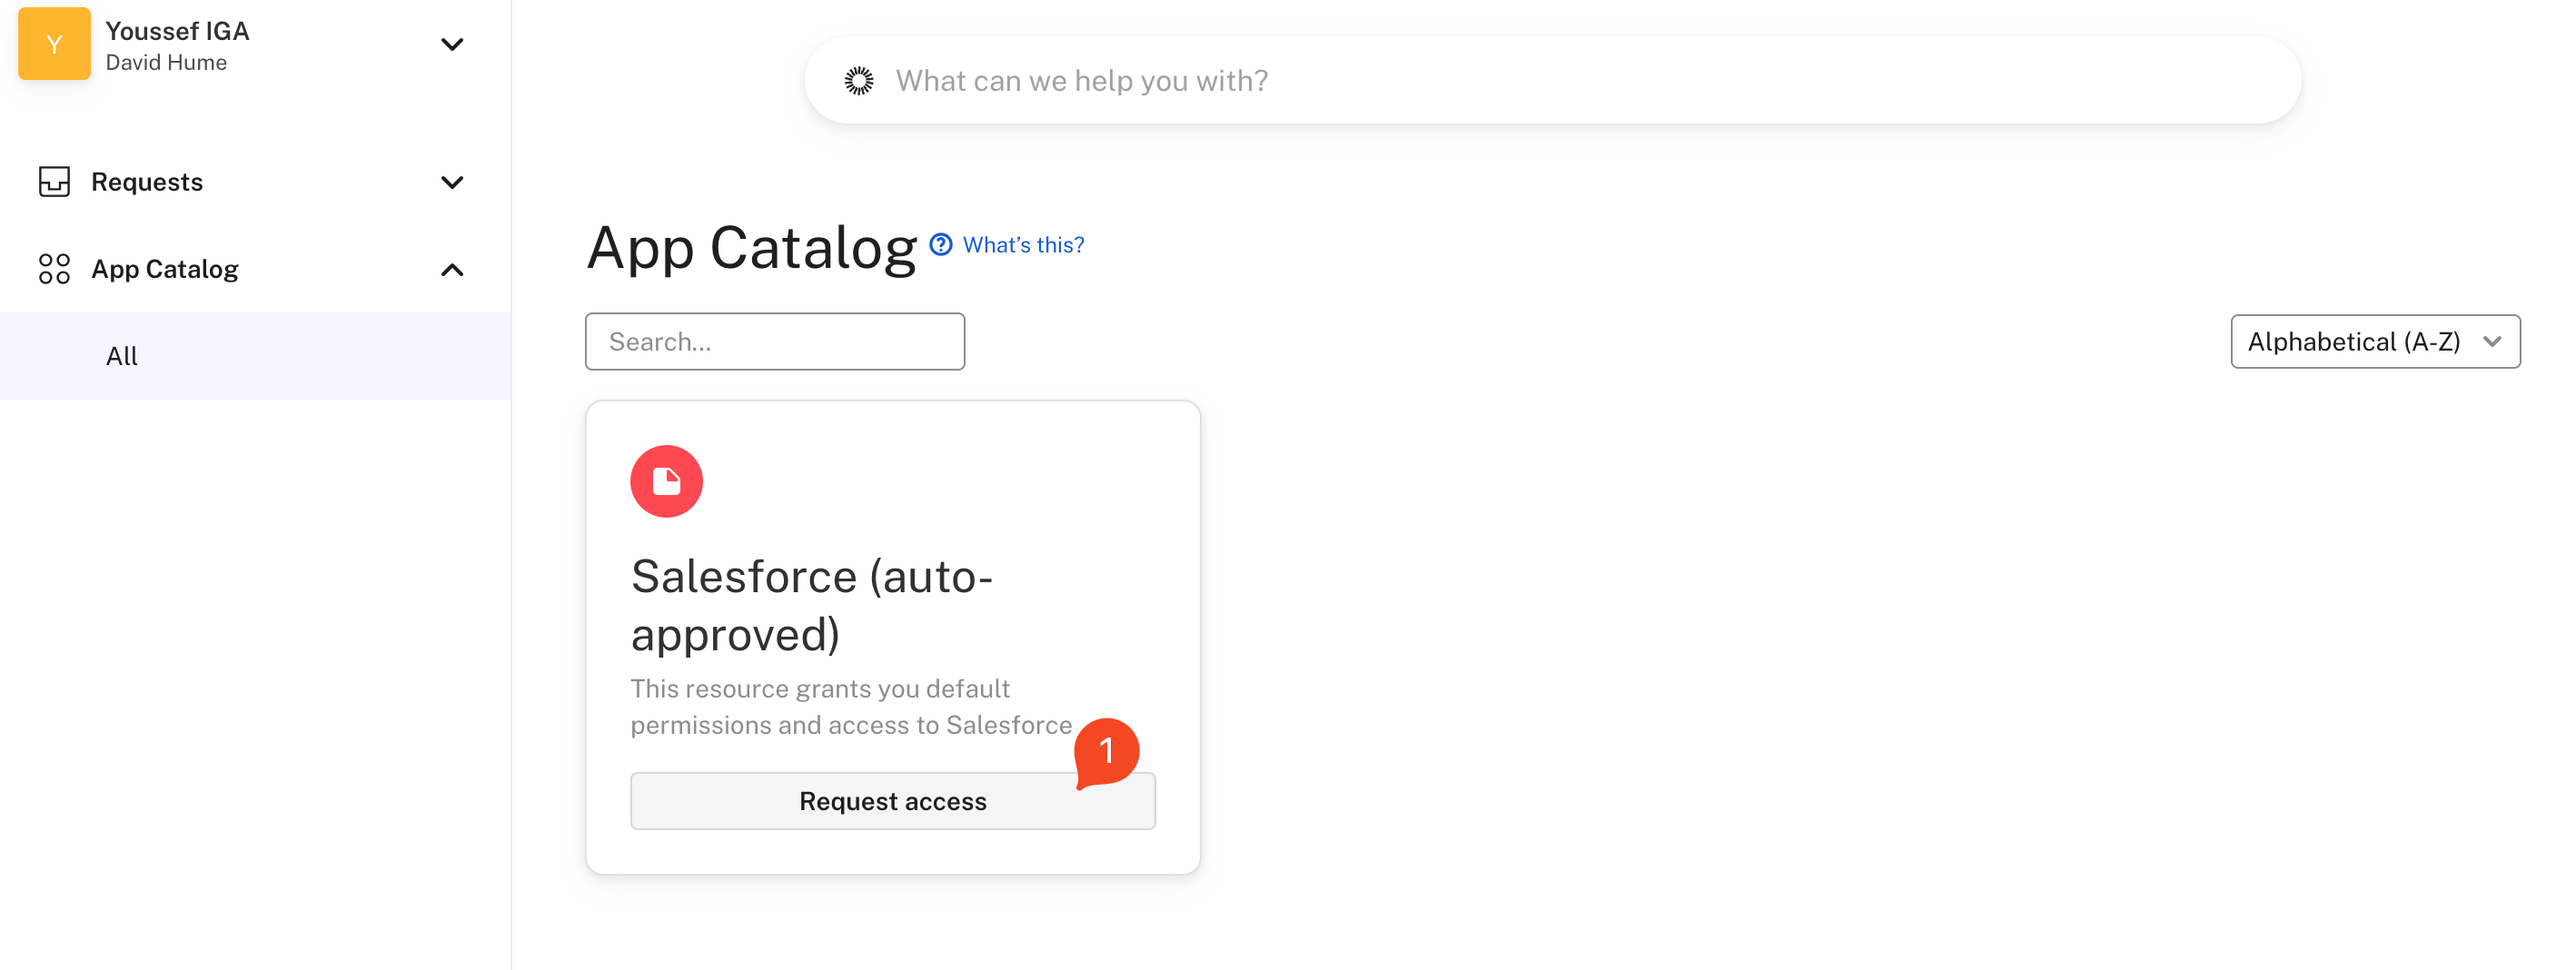 Y
Youssef IGA
David Hume
Requests
App Catalog
All
What can we help you with?
App Catalog
What’s this?
Search...
Alphabetical (A-Z)
Salesforce (auto-
approved)
This resource grants you default
permissions and access to Salesforce
1
Request access